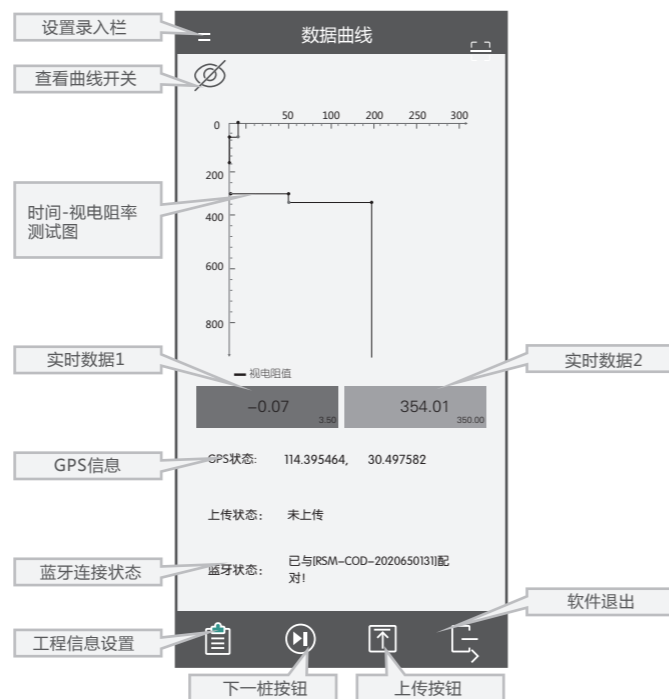 设置录入栏
数据曲线
查看曲线开关
0 50 100 200 250 300
200
时间-视电阻率
测试图
400
600
800
视电阻值
实时数据1
实时数据2
-0.07
3.50
354.01
350.00
GPS信息
GPS状态: 114.395464, 30.497582
上传状态: 未上传
蓝牙连接状态
蓝牙状态: 已与[RSM-COD-2020650131]配
对!
软件退出
工程信息设置
下一桩按钮
上传按钮